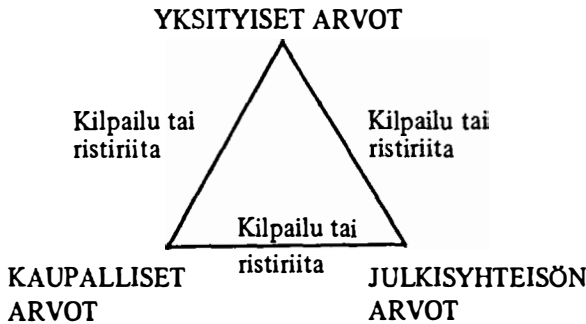 YKSITYISET ARVOT
Kilpailu tai
ristiriita
Kilpailu tai
ristiriita
Kilpailu tai
ristiriita
KAUPALLISET
ARVOT
JULKISYHTEISÖN
ARVOT